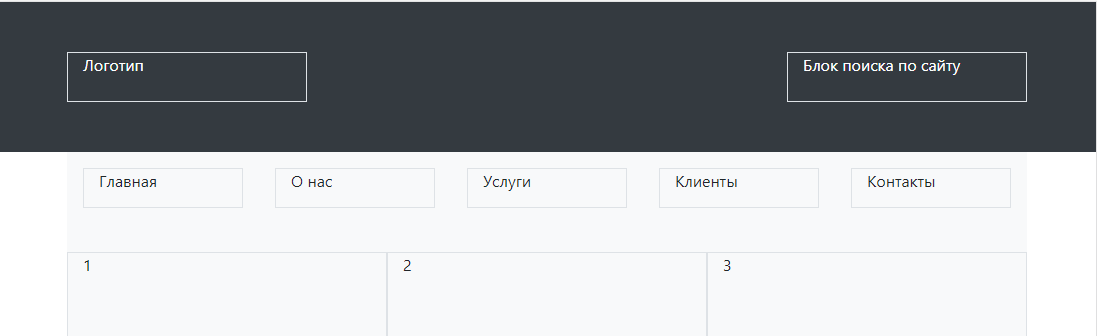 Логотип
Блок поиска по сайту
Главная
О нас
Услуги
Клиенты
Контакты
1
2
3